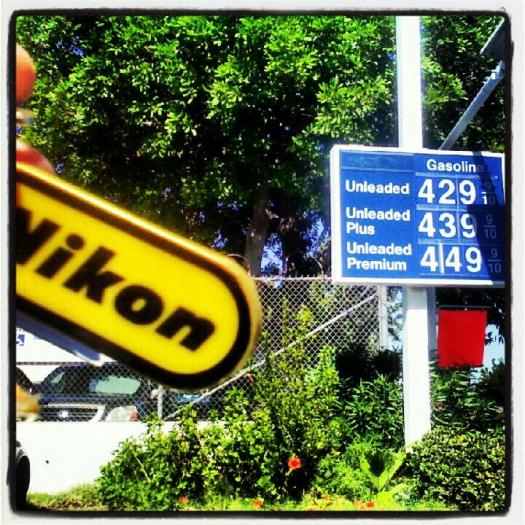 Nikon
Gasoline
Unleaded 429 9/10
Unleaded
Plus 439 9/10
Unleaded
Premium 449 9/10